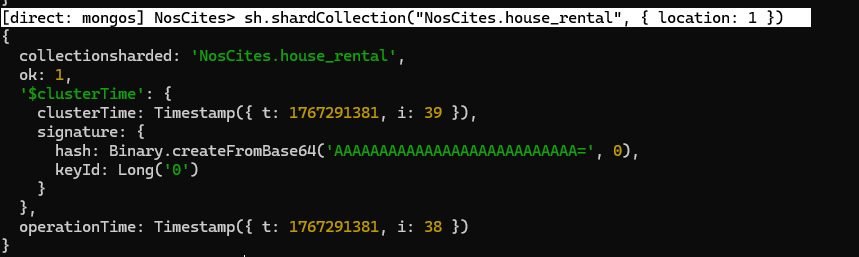 [direct: mongos] NosCites> sh.shardCollection("NosCites.house_rental", { location: 1 })
{
  collectionsharded: 'NosCites.house_rental',
  ok: 1,
  '$clusterTime': {
    clusterTime: Timestamp({ t: 1767291381, i: 39 }),
    signature: {
      hash: Binary.createFromBase64('AAAAAAAAAAAAAAAAAAAAAAAAAAA=', 0),
      keyId: Long('0')
    }
  },
  operationTime: Timestamp({ t: 1767291381, i: 38 })
}